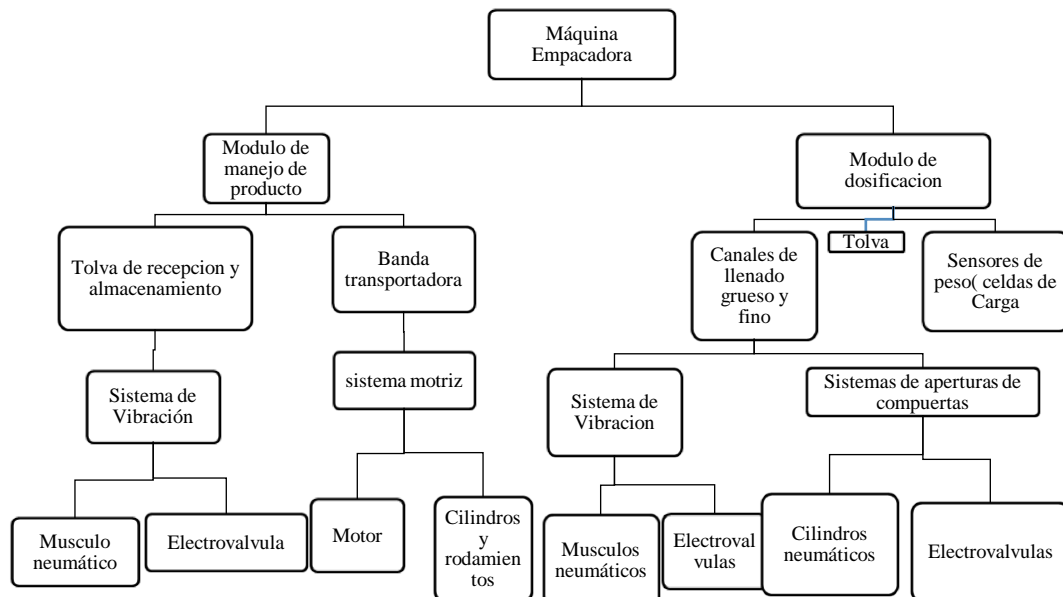 Máquina
Empacadora
Modulo de
manejo de
producto
Modulo de
dosificacion
Tolva de recepcion y
almacenamiento
Banda
transportadora
Canales de
llenado
grueso y
fino
Tolva
Sensores de
peso( celdas de
Carga
Sistema de
Vibración
sistema motriz
Sistema de
Vibracion
Sistemas de aperturas de
compuertas
Musculo
neumático
Electrovalvula
Motor
Cilindros
y
rodamien
tos
Musculos
neumáticos
Electroval
vulas
Cilindros
neumáticos
Electrovalvulas